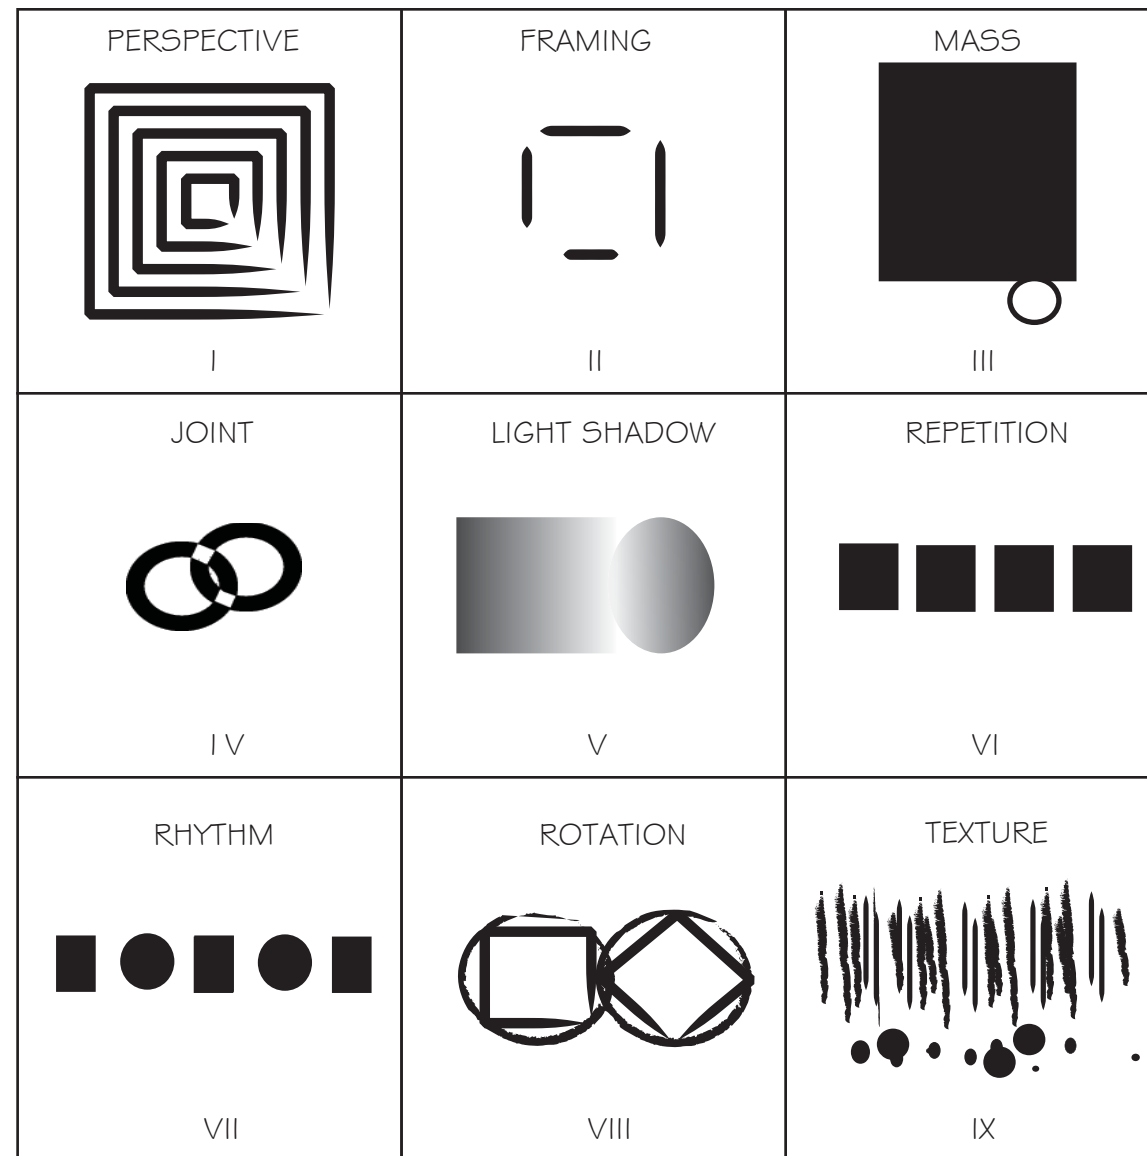 PERSPECTIVE
FRAMING
MASS
I
II
III
JOINT
LIGHT SHADOW
REPETITION
I V
V
VI
RHYTHM
ROTATION
TEXTURE
VII
VIII
IX